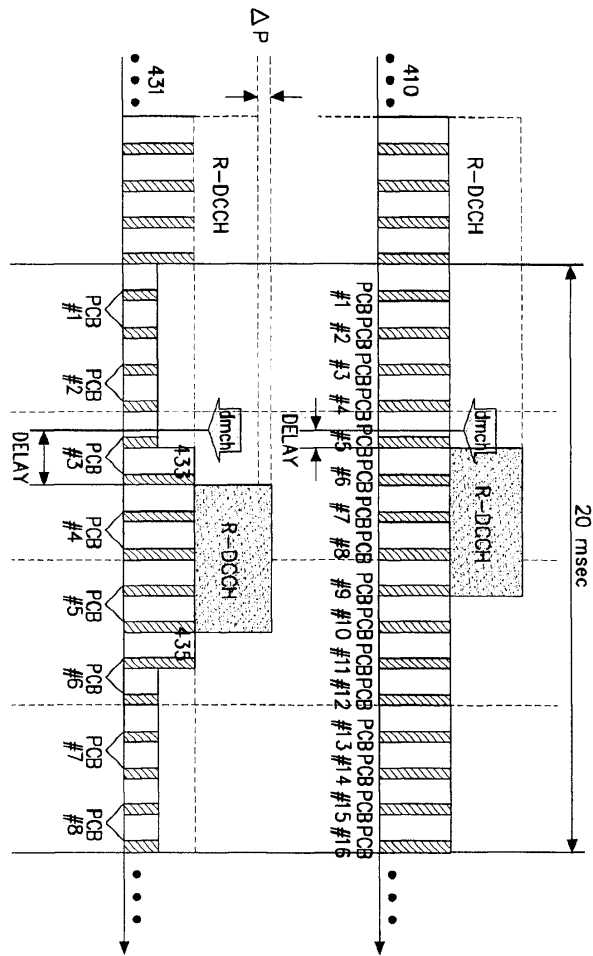 20 msec
410
R-DCCH
dmchL
R-DCCH
PCB PCB PCB PCB PCB PCB PCB PCB PCB PCB PCB PCB PCB PCB PCB PCB
#1 #2 #3 #4 #5 #6 #7 #8 #9 #10 #11 #12 #13 #14 #15 #16
DELAY
ΔP
R-DCCH
dmchL
R-DCCH
431
433
435
PCB PCB PCB PCB PCB PCB PCB PCB
#1 #2 #3 #4 #5 #6 #7 #8
DELAY